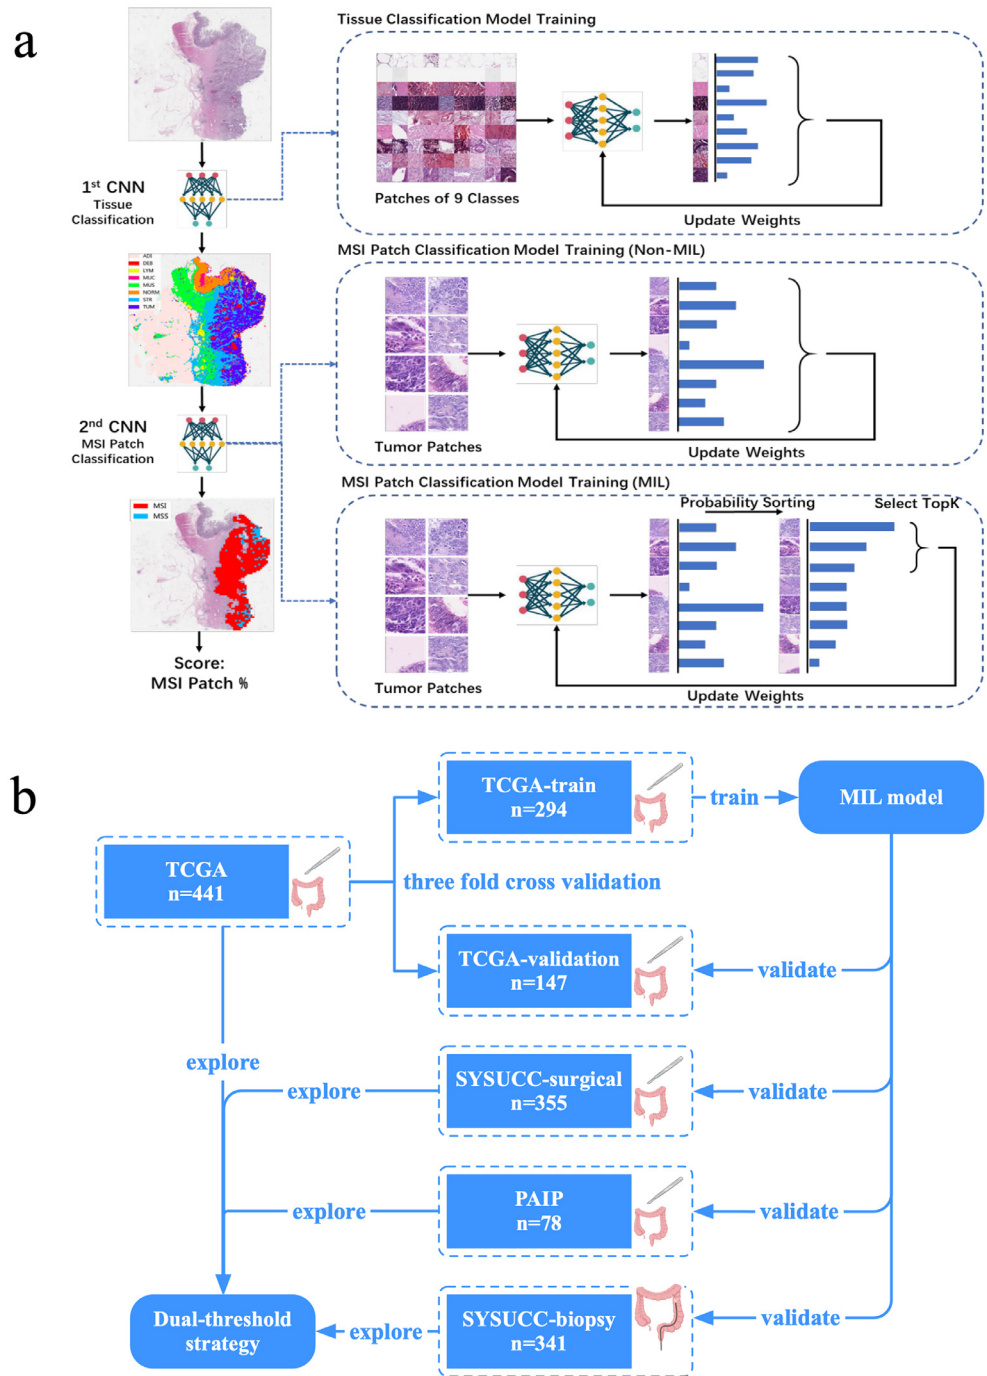 a
Tissue Classification Model Training
1st CNN
Tissue
Classification
Patches of 9 Classes
Update Weights
ADI
DEB
LYM
MUC
MUS
NORM
STR
TUM
MSI Patch Classification Model Training (Non-MIL)
2nd CNN
MSI Patch
Classification
Tumor Patches
Update Weights
MSI Patch Classification Model Training (MIL)
Probability Sorting
Select TopK
MSI
MSS
Tumor Patches
Update Weights
Score:
MSI Patch %
b
TCGA-train
n=294
train
MIL model
TCGA
n=441
three fold cross validation
TCGA-validation
n=147
validate
explore
explore
SYSUCC-surgical
n=355
validate
explore
PAIP
n=78
validate
Dual-threshold
strategy
explore
SYSUCC-biopsy
n=341
validate